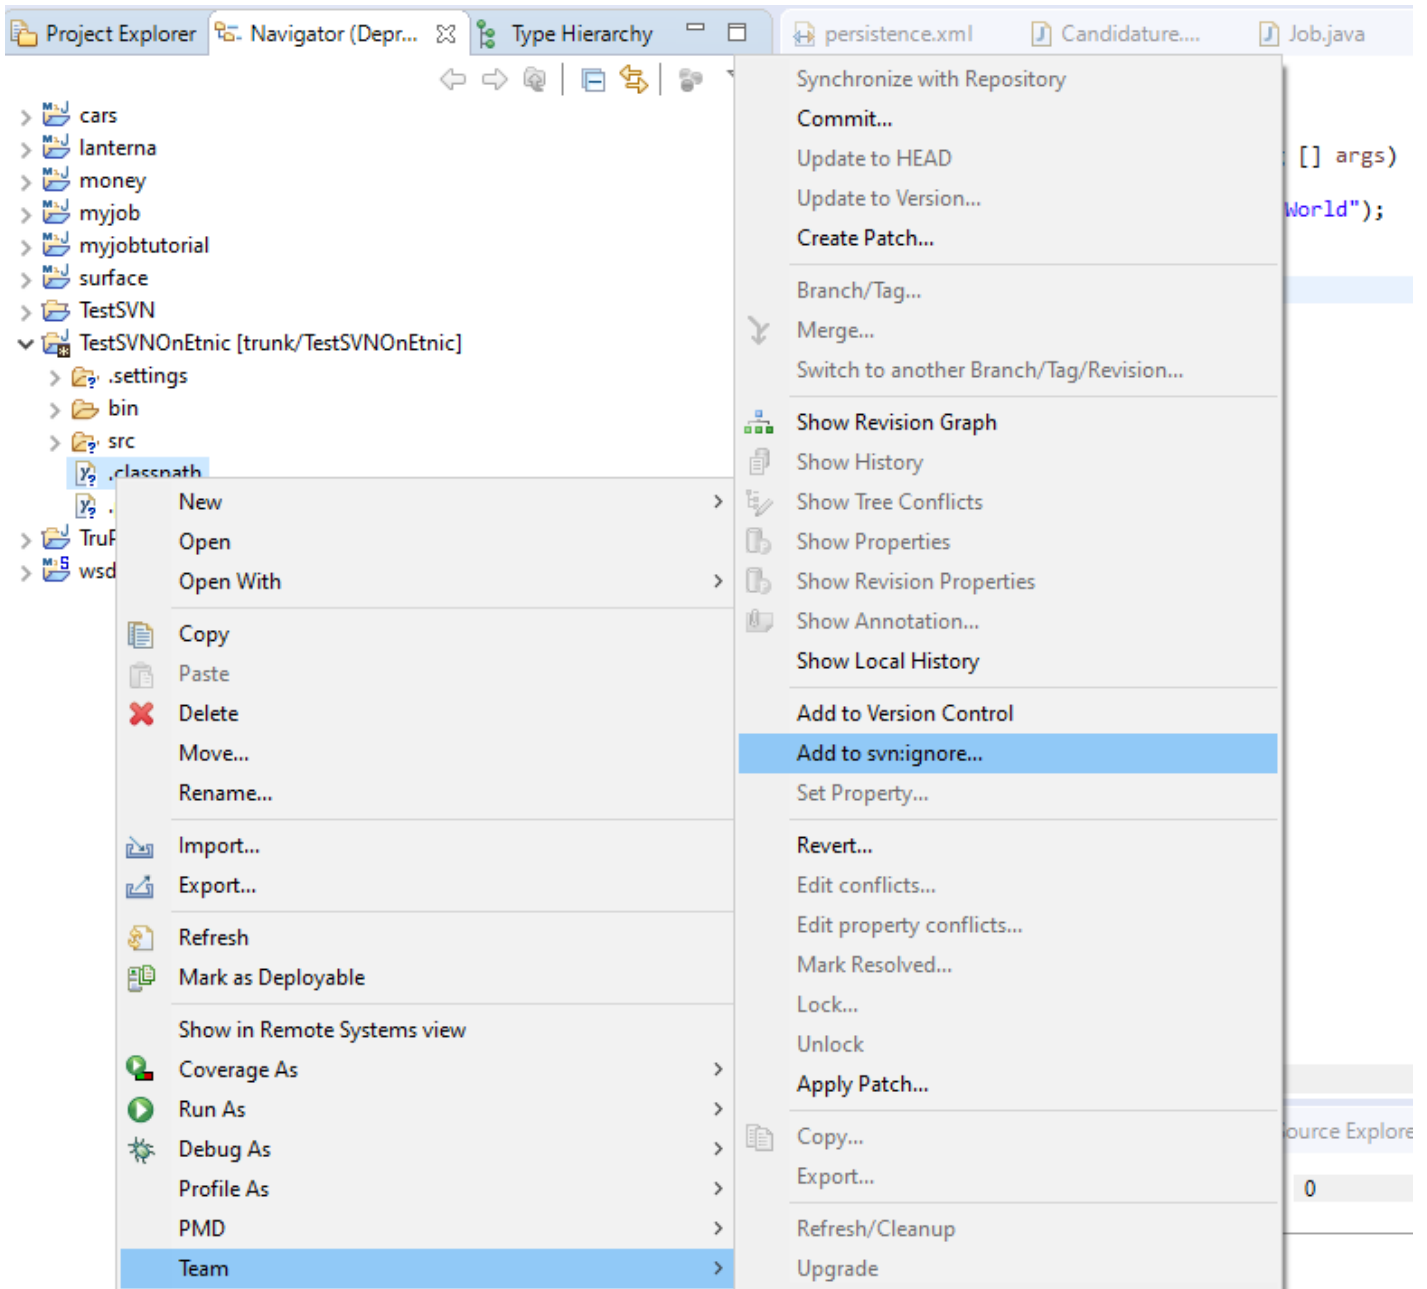 Project Explorer
Navigator (Depr...
Type Hierarchy
persistence.xml
Candidature....
Job.java
cars
lanterna
money
myjob
myjobtutorial
surface
TestSVN
TestSVNOnEtnic [trunk/TestSVNOnEtnic]
.settings
bin
src
.classpath
.
TruF
wsd
New
Open
Open With
Copy
Paste
Delete
Move...
Rename...
Import...
Export...
Refresh
Mark as Deployable
Show in Remote Systems view
Coverage As
Run As
Debug As
Profile As
PMD
Team
Synchronize with Repository
Commit...
Update to HEAD
Update to Version...
Create Patch...
Branch/Tag...
Merge...
Switch to another Branch/Tag/Revision...
Show Revision Graph
Show History
Show Tree Conflicts
Show Properties
Show Revision Properties
Show Annotation...
Show Local History
Add to Version Control
Add to svn:ignore...
Set Property...
Revert...
Edit conflicts...
Edit property conflicts...
Mark Resolved...
Lock...
Unlock
Apply Patch...
Copy...
Export...
Refresh/Cleanup
Upgrade
[] args)
World");
ource Explore
0